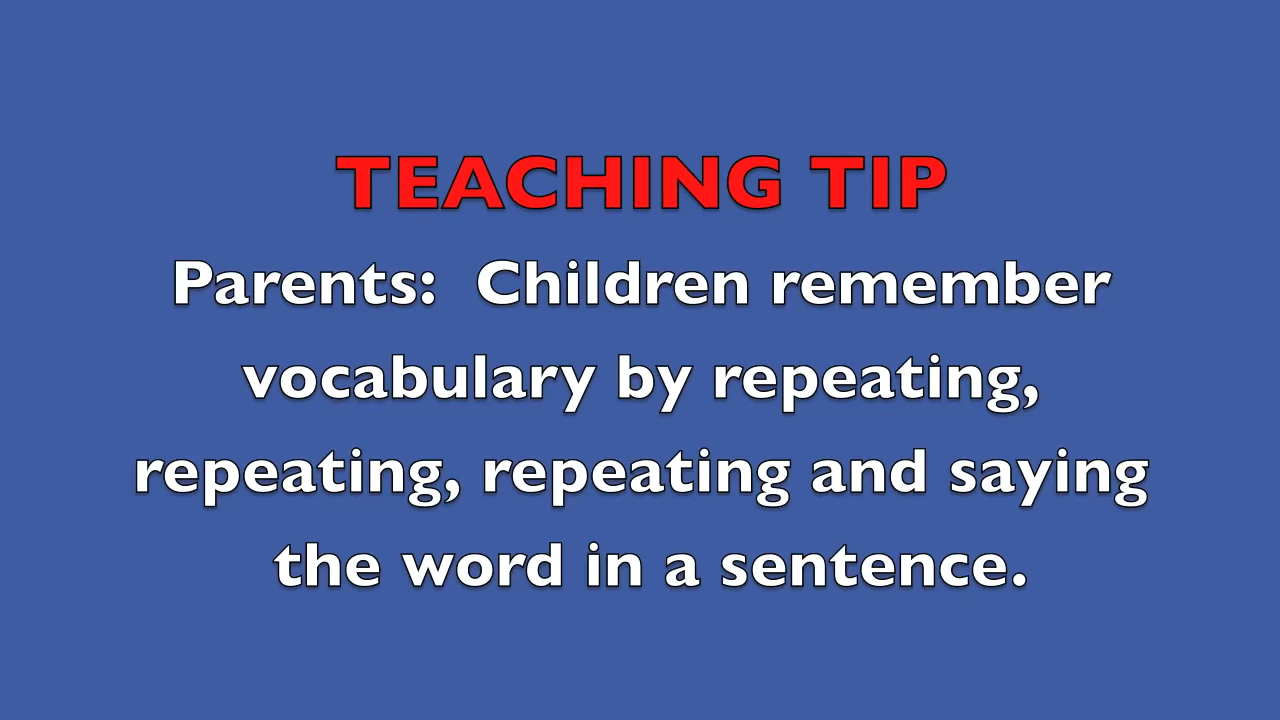 TEACHING TIP
Parents:  Children remember
vocabulary by repeating,
repeating, repeating and saying
the word in a sentence.